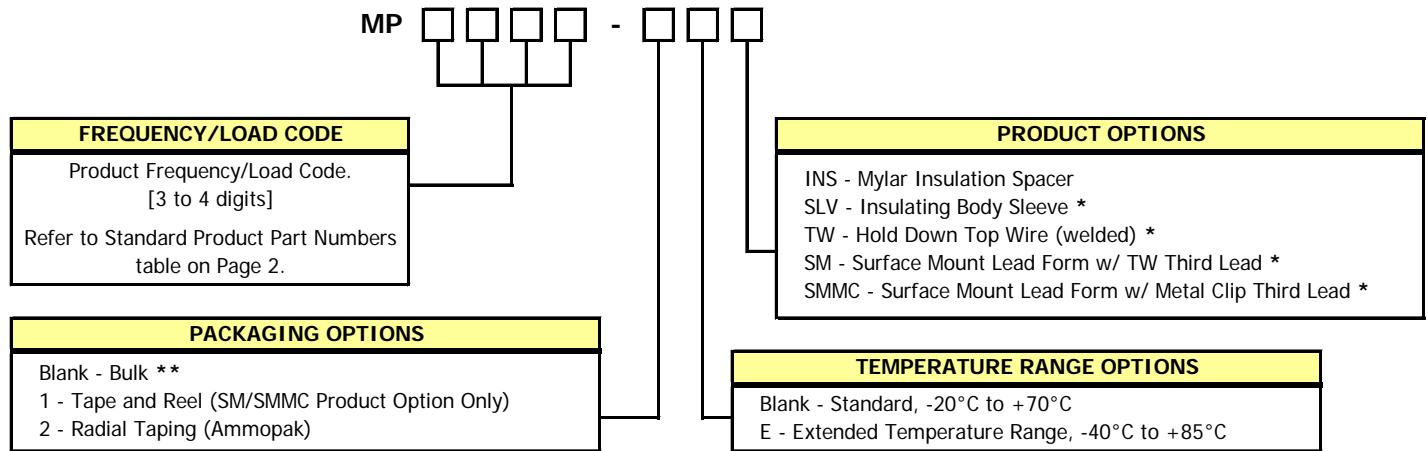 MP -
FREQUENCY/LOAD CODE
Product Frequency/Load Code.
[3 to 4 digits]
Refer to Standard Product Part Numbers
table on Page 2.
PRODUCT OPTIONS
INS - Mylar Insulation Spacer
SLV - Insulating Body Sleeve *
TW - Hold Down Top Wire (welded) *
SM - Surface Mount Lead Form w/ TW Third Lead *
SMMC - Surface Mount Lead Form w/ Metal Clip Third Lead *
PACKAGING OPTIONS
Blank - Bulk **
1 - Tape and Reel (SM/SMMC Product Option Only)
2 - Radial Taping (Ammopak)
TEMPERATURE RANGE OPTIONS
Blank - Standard, -20°C to +70°C
E - Extended Temperature Range, -40°C to +85°C